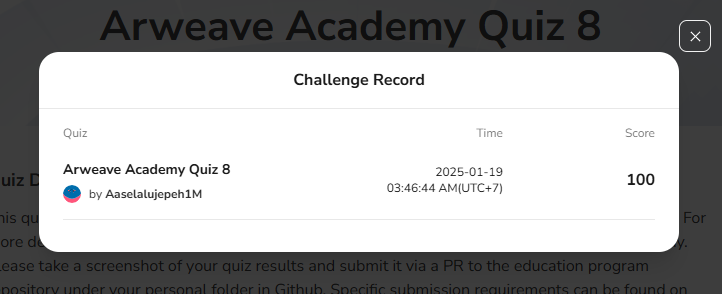 Arweave Academy Quiz 8
Challenge Record
Quiz Time Score
Arweave Academy Quiz 8
2025-01-19
03:46:44 AM(UTC+7)
100
by Aaselalujepeh1M
uiz D
his qu
For
ore de
y,
lease take a screenshot of your quiz results and submit it via a PR to the education program
pository under your personal folder in Github. Specific submission requirements can be found on